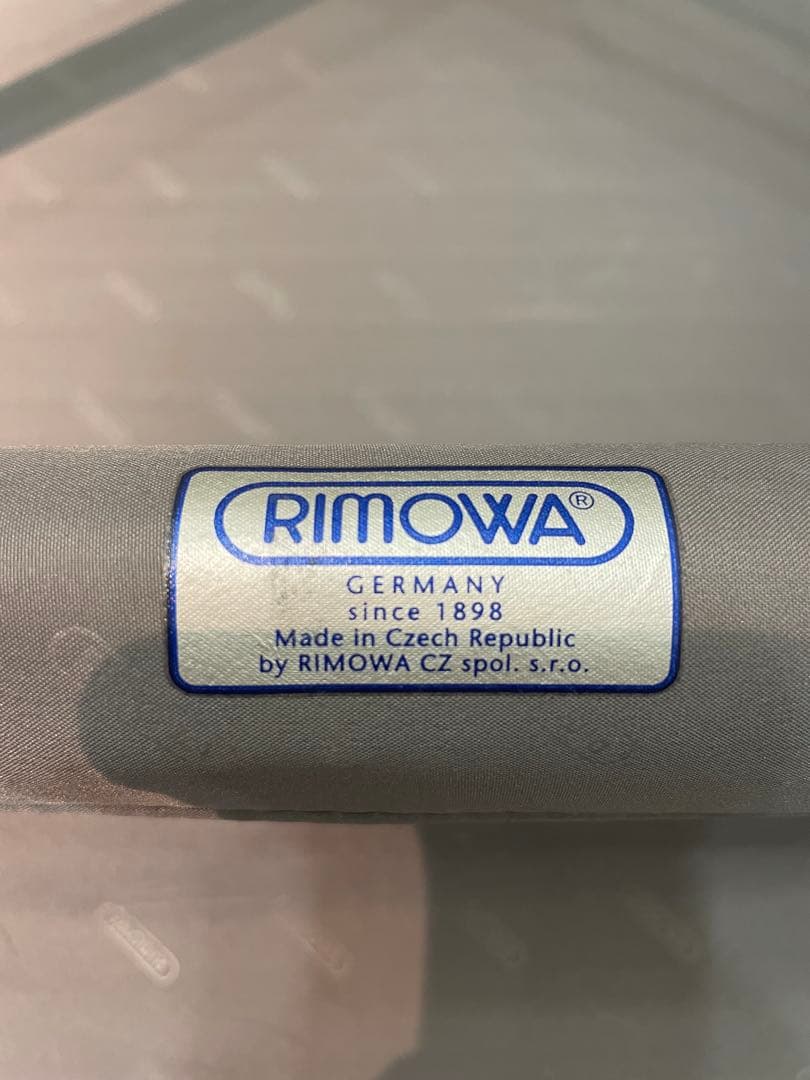 RIMOWA®
GERMANY
since 1898
Made in Czech Republic
by RIMOWA CZ spol. s.r.o.